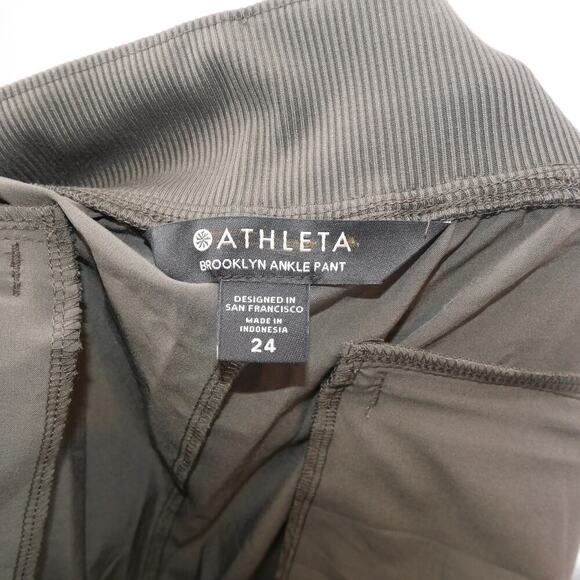 ATHLETA
BROOKLYN ANKLE PANT
DESIGNED IN
SAN FRANCISCO
MADE IN
INDONESIA
24